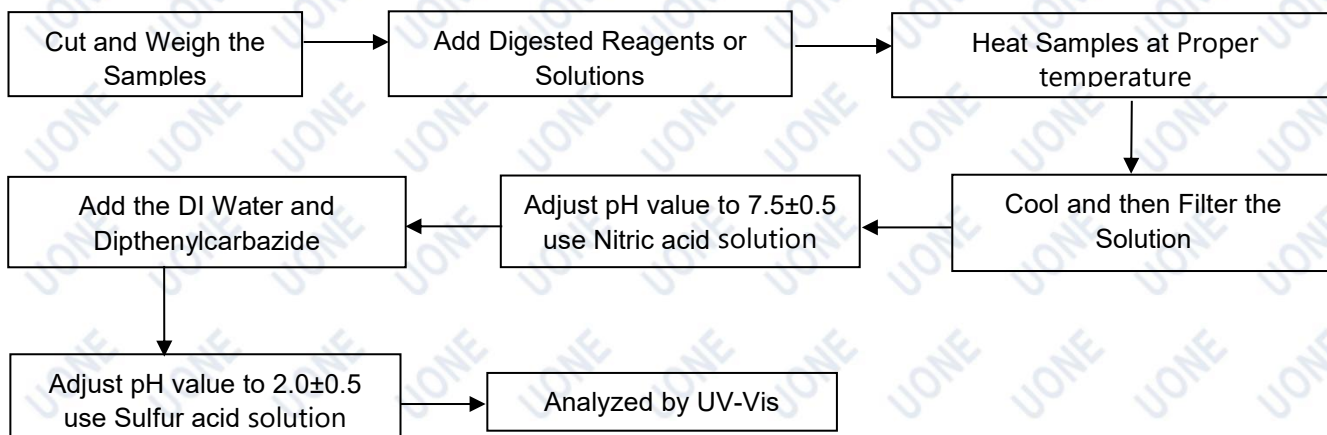 Cut and Weigh the
Samples
Add Digested Reagents or
Solutions
Heat Samples at Proper
temperature
Cool and then Filter the
Solution
Adjust pH value to 7.5±0.5
use Nitric acid solution
Add the DI Water and
Dipthenylcarbazide
Adjust pH value to 2.0±0.5
use Sulfur acid solution
Analyzed by UV-Vis
UONE